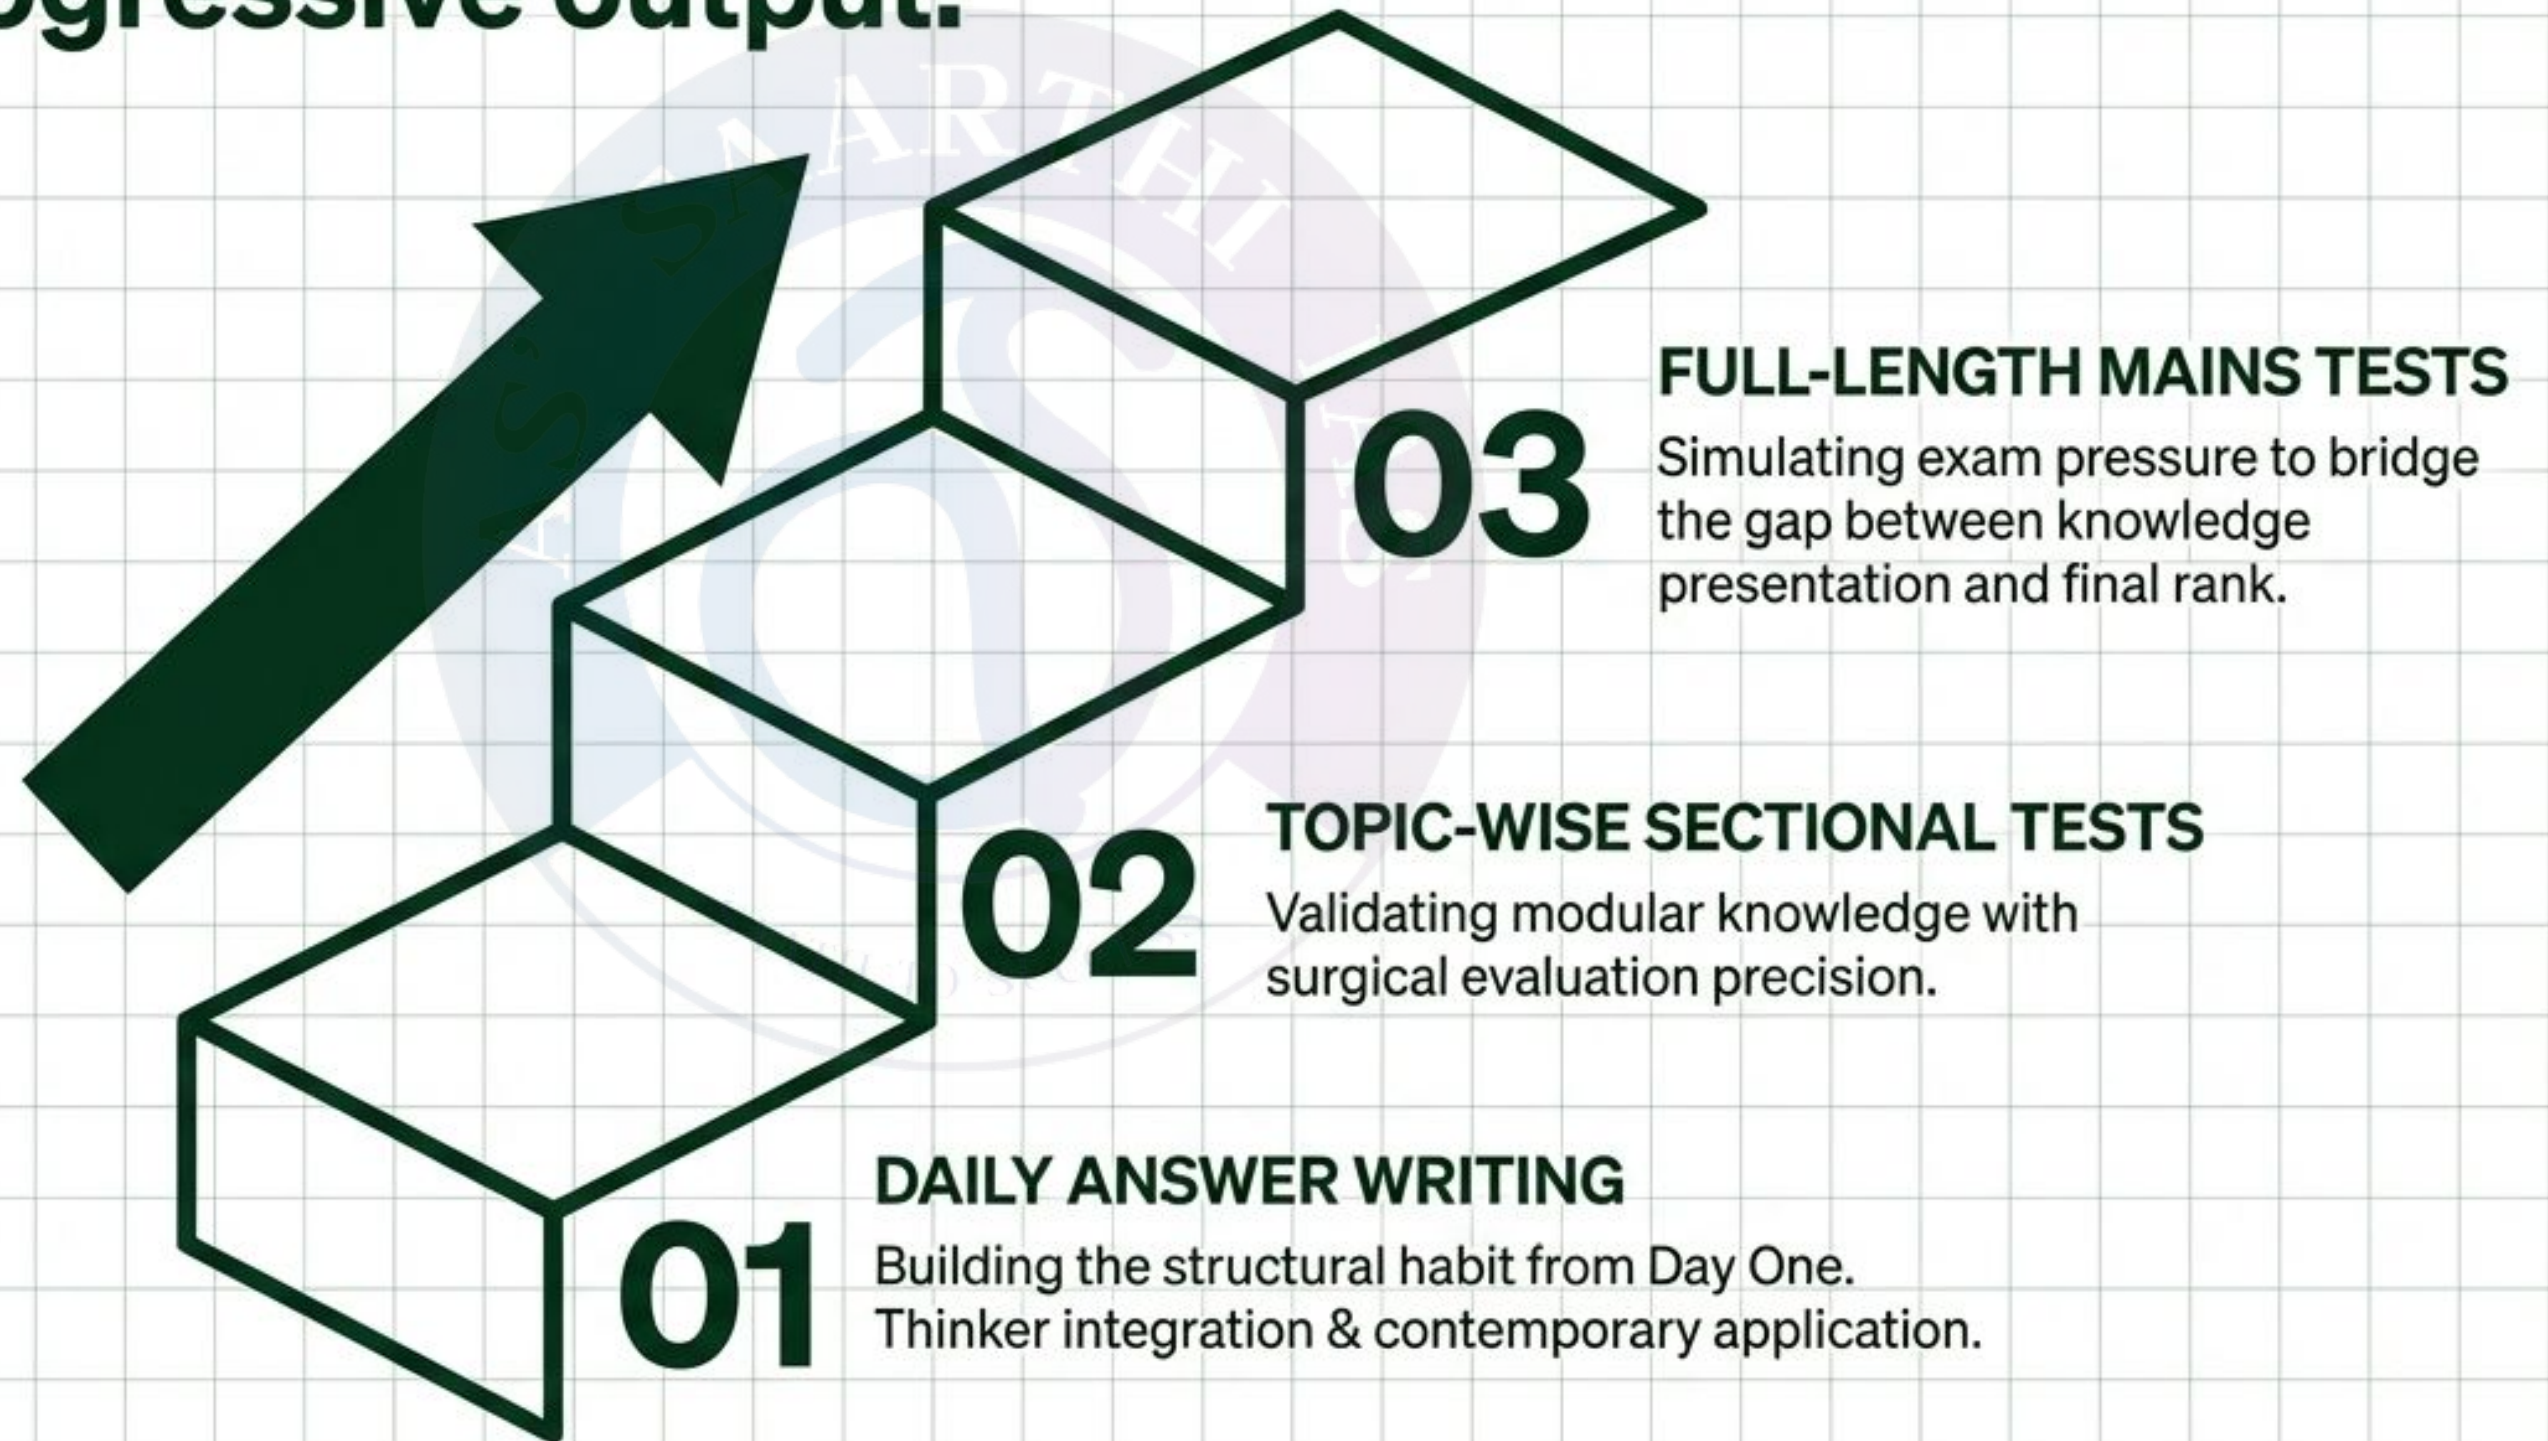 ogressive output.
FULL-LENGTH MAINS TESTS
03
Simulating exam pressure to bridge
the gap between knowledge
presentation and final rank.
TOPIC-WISE SECTIONAL TESTS
02
Validating modular knowledge with
surgical evaluation precision.
DAILY ANSWER WRITING
01
Building the structural habit from Day One.
Thinker integration & contemporary application.
SAARTHI IAS